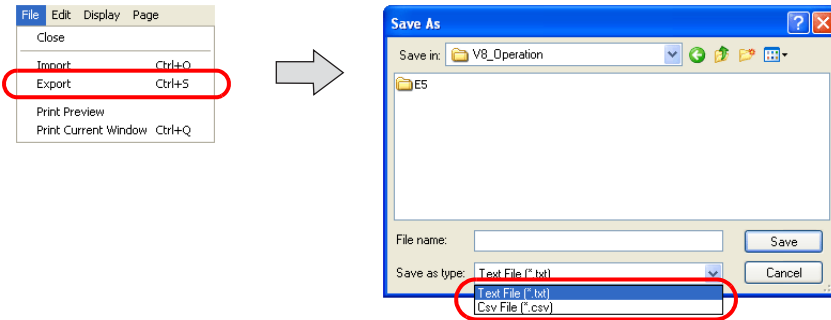 File Edit Display Page
Close
Import Ctrl+O
Export Ctrl+S
Print Preview
Print Current Window Ctrl+Q
Save As
Save in: V8_Operation
E5
File name:
Save
Save as type: Text File (*.txt)
Cancel
Text File (*.txt)
Csv File (*.csv)